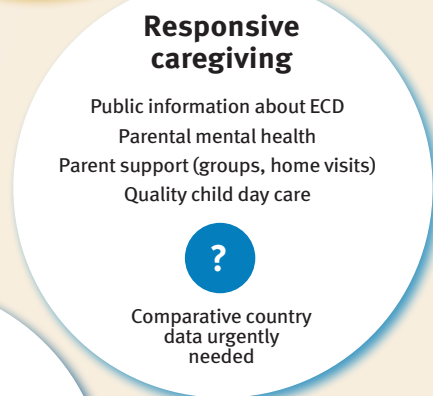 Responsive
caregiving
Public information about ECD
Parental mental health
Parent support (groups, home visits)
Quality child day care
?
Comparative country
data urgently
needed